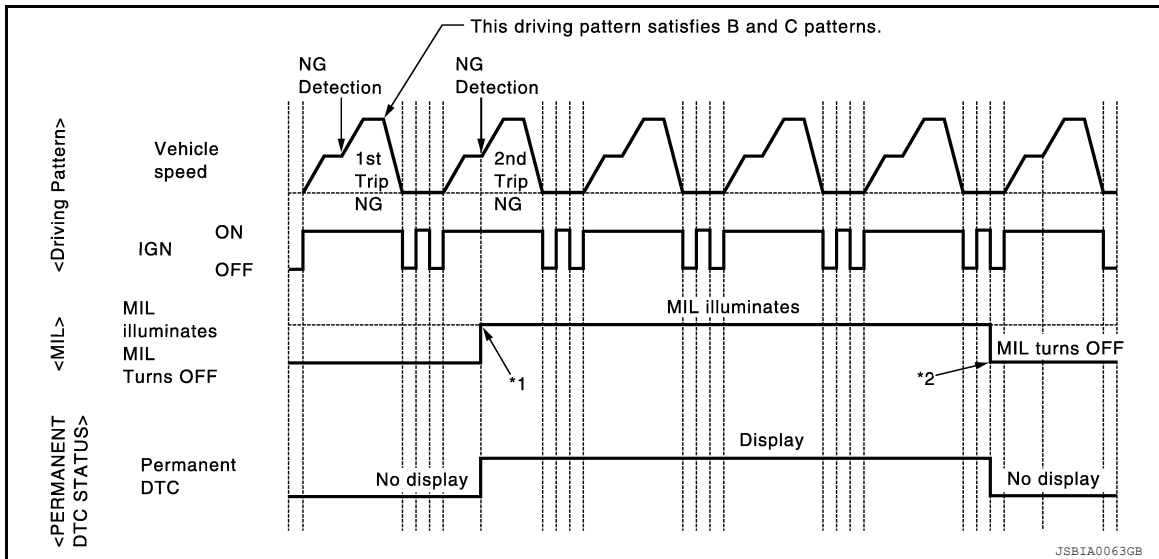 This driving pattern satisfies B and C patterns.
NG
Detection
NG
Detection
<Driving Pattern>
Vehicle
speed
1st
Trip
NG
2nd
Trip
NG
IGN
ON
OFF
<MIL>
MIL
illuminates
MIL
Turns OFF
MIL illuminates
MIL turns OFF
*1
*2
<PERMANENT
DTC STATUS>
Permanent
DTC
No display
Display
No display
JSBIA0063GB